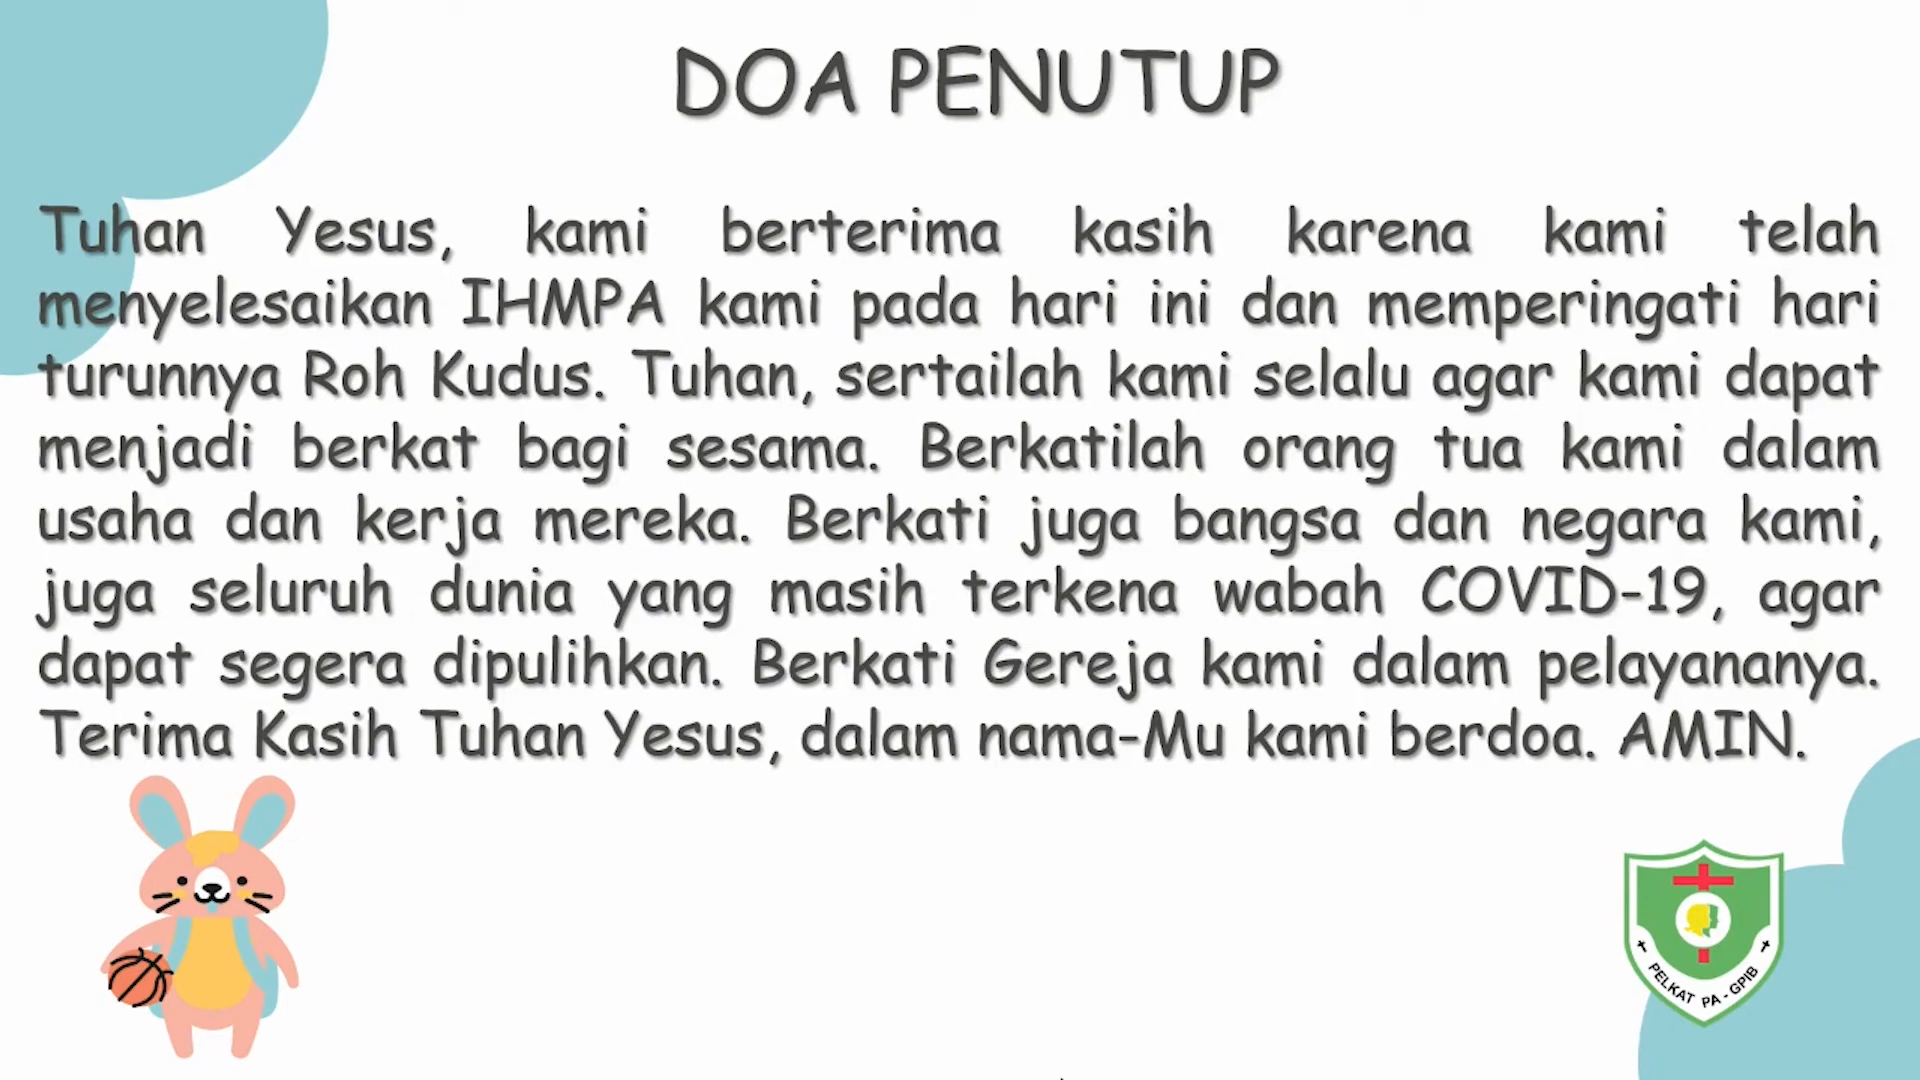 DOA PENUTUP
Tuhan Yesus, kami berterima kasih karena kami telah
menyelesaikan IHMPA kami pada hari ini dan memperingati hari
turunnya Roh Kudus. Tuhan, sertailah kami selalu agar kami dapat
menjadi berkat bagi sesama. Berkatilah orang tua kami dalam
usaha dan kerja mereka. Berkati juga bangsa dan negara kami,
juga seluruh dunia yang masih terkena wabah COVID-19, agar
dapat segera dipulihkan. Berkati Gereja kami dalam pelayananya.
Terima Kasih Tuhan Yesus, dalam nama-Mu kami berdoa. AMIN.
PELKAT PA - GPIB